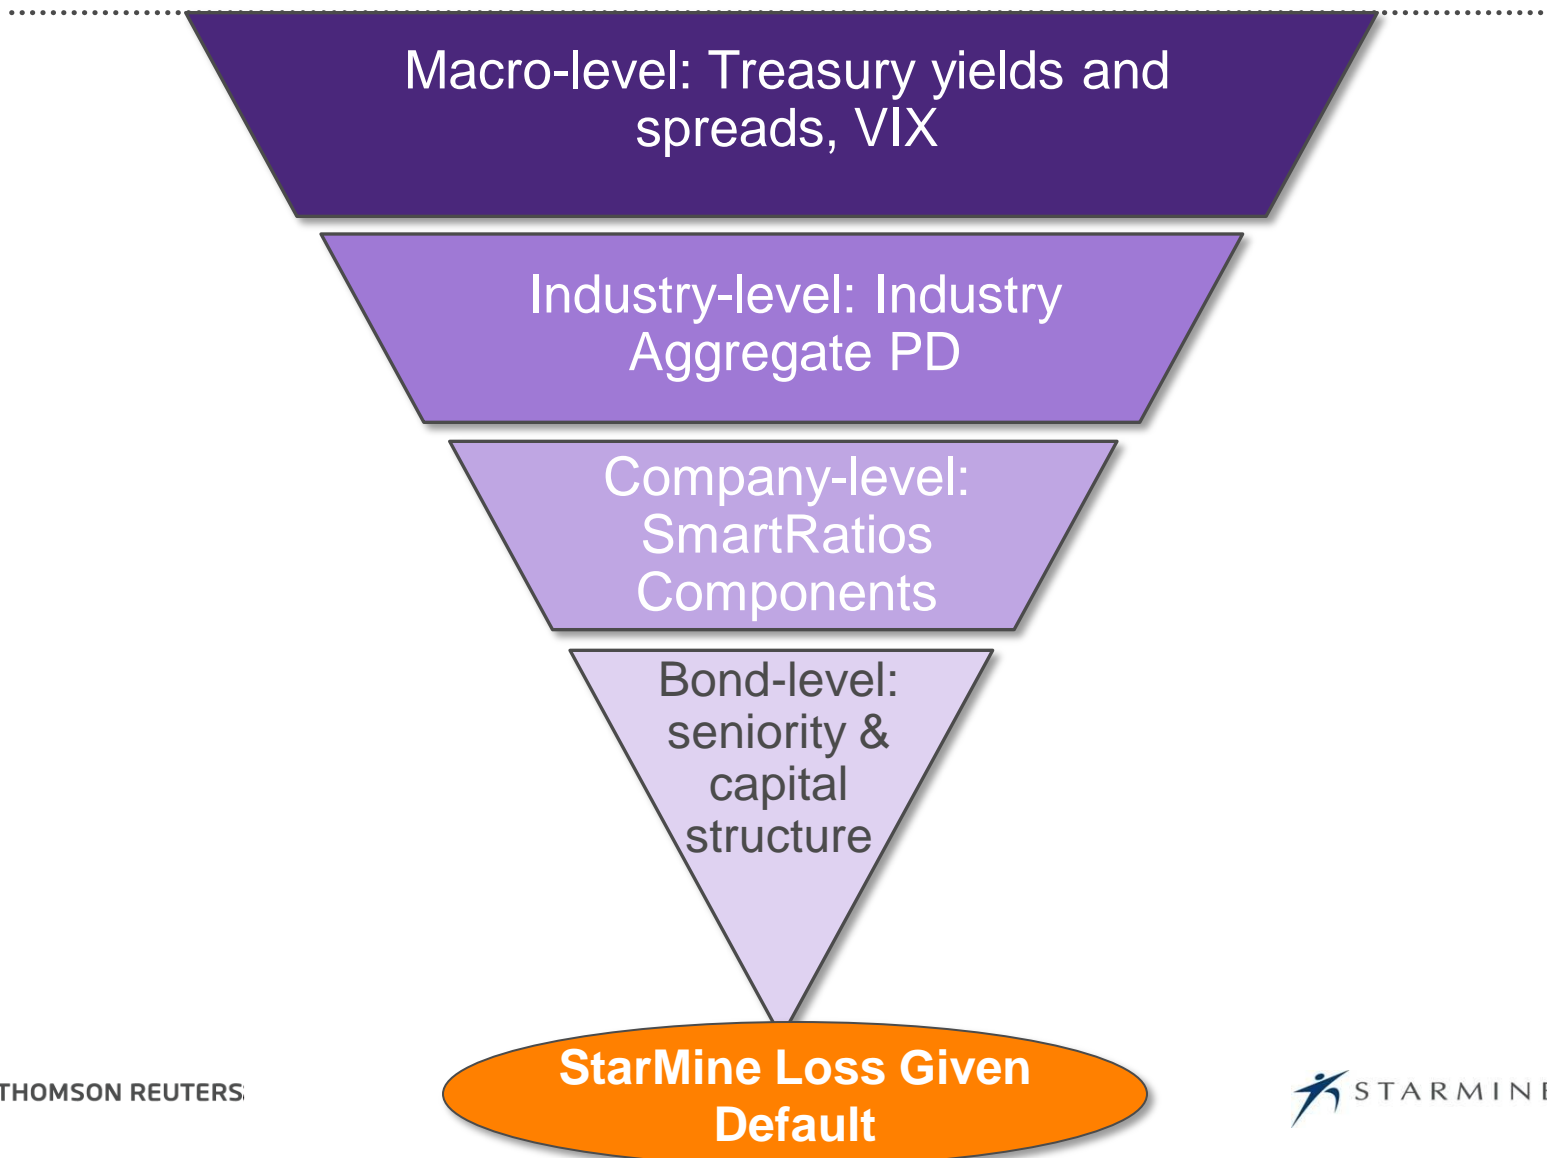 Macro-level: Treasury yields and
spreads, VIX
Industry-level: Industry
Aggregate PD
Company-level:
SmartRatios
Components
Bond-level:
seniority &
capital
structure
StarMine Loss Given
Default
THOMSON REUTERS
STARMINE